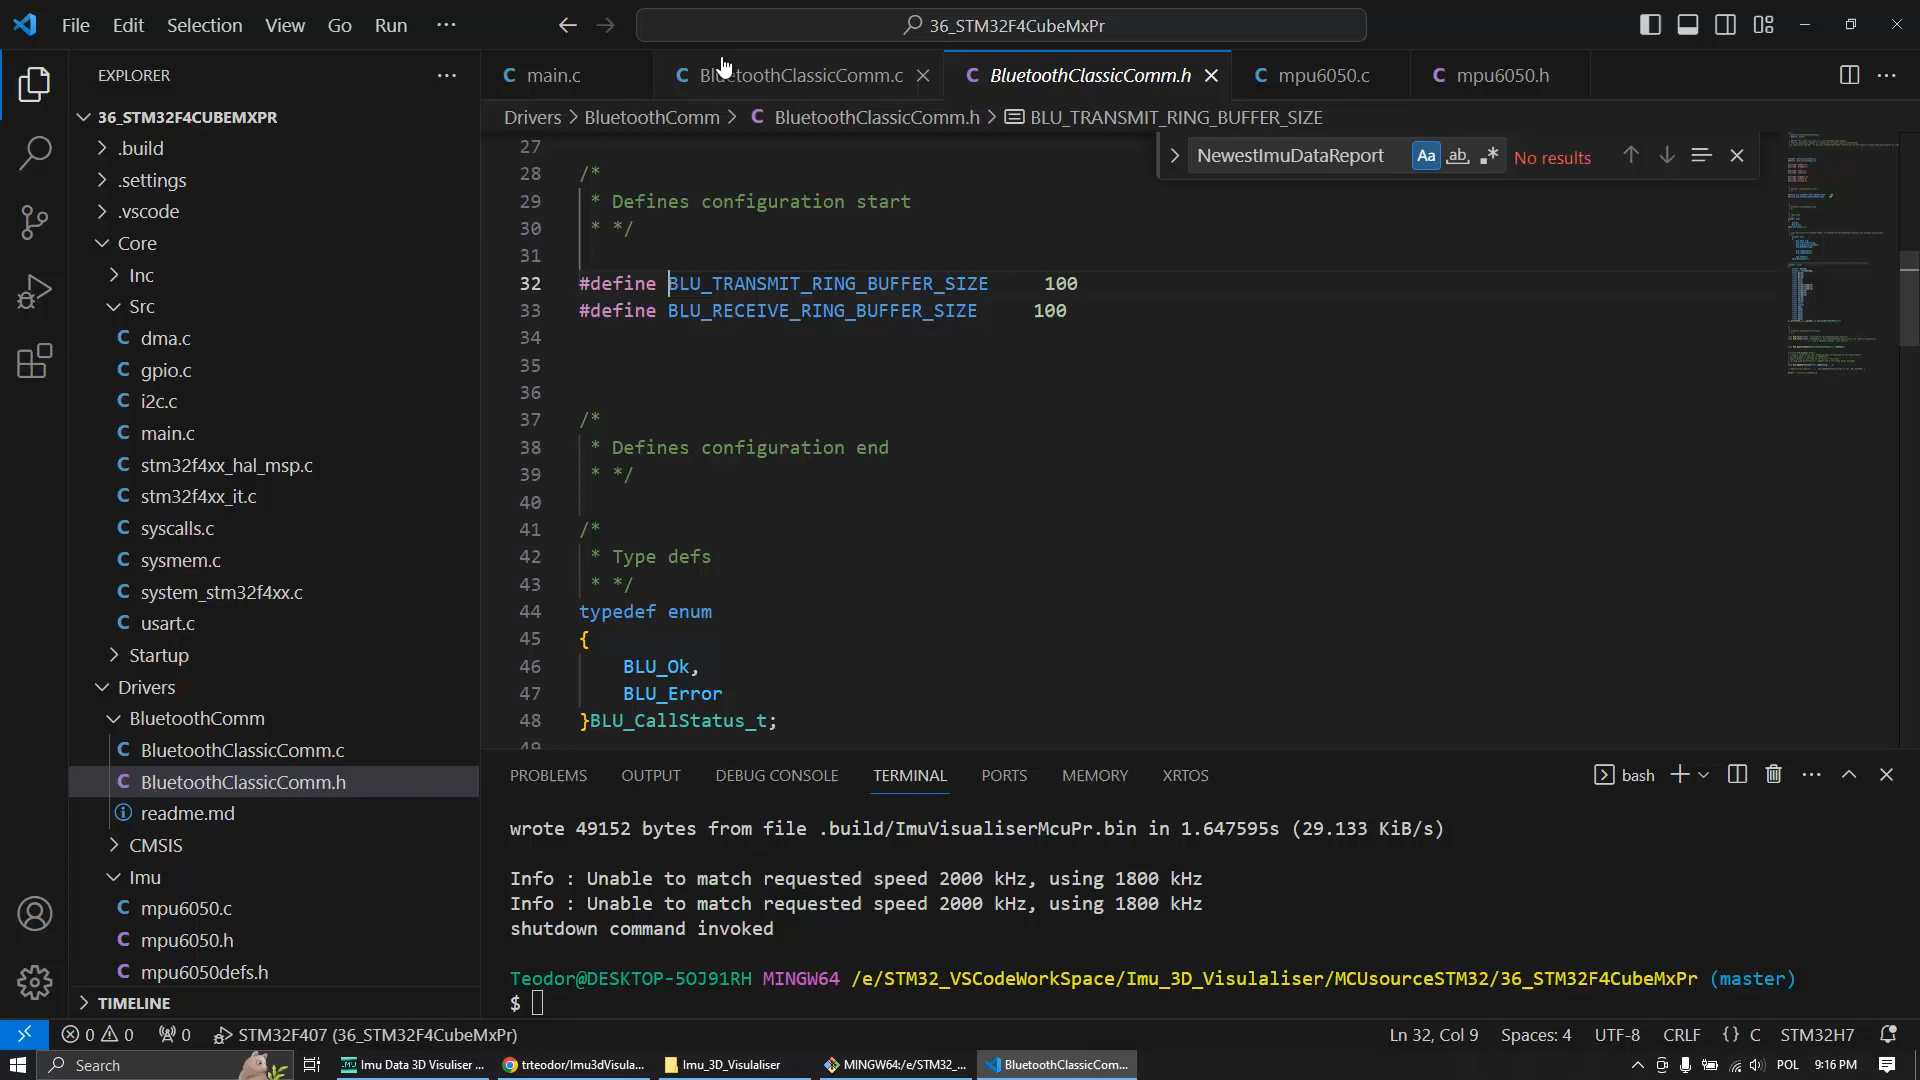 File Edit Selection View Go Run ··· 36_STM32F4CubeMxPr
EXPLORER ···
main.c BluetoothClassicComm.c BluetoothClassicComm.h mpu6050.c mpu6050.h ···
Drivers > BluetoothComm > C BluetoothClassicComm.h > BLU_TRANSMIT_RING_BUFFER_SIZE
NewestImuDataReport Aa ab .* No results
36_STM32F4CUBEMXPR
.build
.settings
.vscode
Core
Inc
Src
dma.c
gpio.c
i2c.c
main.c
stm32f4xx_hal_msp.c
stm32f4xx_it.c
syscalls.c
sysmem.c
system_stm32f4xx.c
usart.c
Startup
Drivers
BluetoothComm
BluetoothClassicComm.c
BluetoothClassicComm.h
readme.md
CMSIS
Imu
mpu6050.c
mpu6050.h
mpu6050defs.h
TIMELINE
27
28 /*
29 * Defines configuration start
30 * */
31
32 #define BLU_TRANSMIT_RING_BUFFER_SIZE 100
33 #define BLU_RECEIVE_RING_BUFFER_SIZE 100
34
35
36
37 /*
38 * Defines configuration end
39 * */
40
41 /*
42 * Type defs
43 * */
44 typedef enum
45 {
46 BLU_Ok,
47 BLU_Error
48 }BLU_CallStatus_t;
49
PROBLEMS OUTPUT DEBUG CONSOLE TERMINAL PORTS MEMORY XRTOS bash
wrote 49152 bytes from file .build/ImuVisualiserMcuPr.bin in 1.647595s (29.133 KiB/s)
Info : Unable to match requested speed 2000 kHz, using 1800 kHz
Info : Unable to match requested speed 2000 kHz, using 1800 kHz
shutdown command invoked
Teodor@DESKTOP-5OJ91RH MINGW64 /e/STM32_VSCodeWorkSpace/Imu_3D_Visulaliser/MCUsourceSTM32/36_STM32F4CubeMxPr (master)
$
0 0 0 STM32F407 (36_STM32F4CubeMxPr) Ln 32, Col 9 Spaces: 4 UTF-8 CRLF {} C STM32H7
Search Imu Data 3D Visuliser ... trteodor/Imu3dVisula... Imu_3D_Visulaliser MINGW64:/e/STM32_... BluetoothClassicCom... POL 9:16 PM